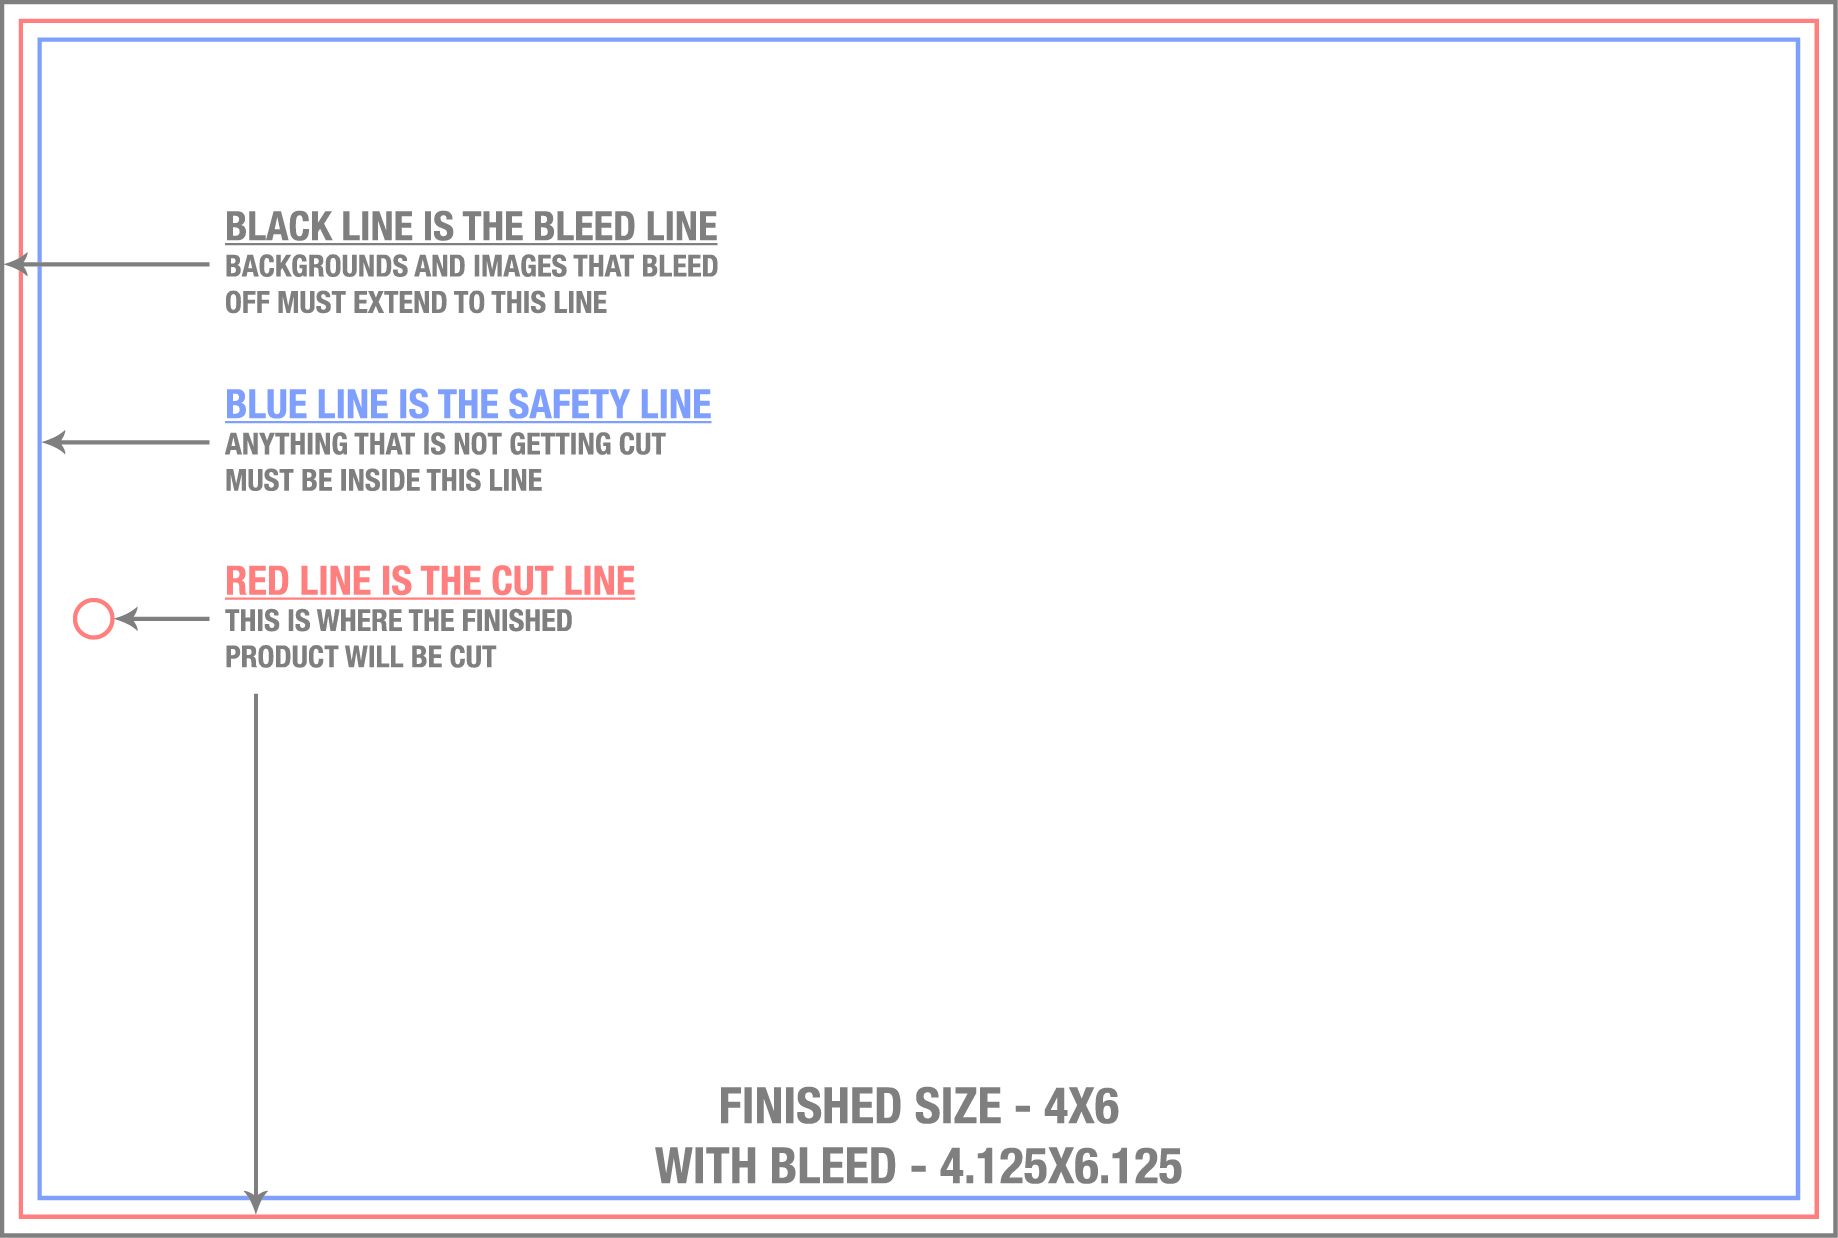 BLACK LINE IS THE BLEED LINE
BACKGROUNDS AND IMAGES THAT BLEED
OFF MUST EXTEND TO THIS LINE
BLUE LINE IS THE SAFETY LINE
ANYTHING THAT IS NOT GETTING CUT
MUST BE INSIDE THIS LINE
RED LINE IS THE CUT LINE
THIS IS WHERE THE FINISHED
PRODUCT WILL BE CUT
FINISHED SIZE - 4X6
WITH BLEED - 4.125X6.125